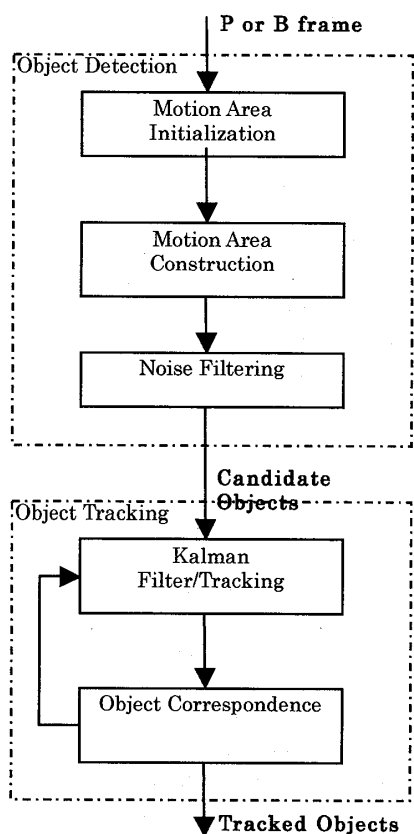 P or B frame
Object Detection
Motion Area
Initialization
Motion Area
Construction
Noise Filtering
Candidate
Objects
Object Tracking
Kalman
Filter/Tracking
Object Correspondence
Tracked Objects